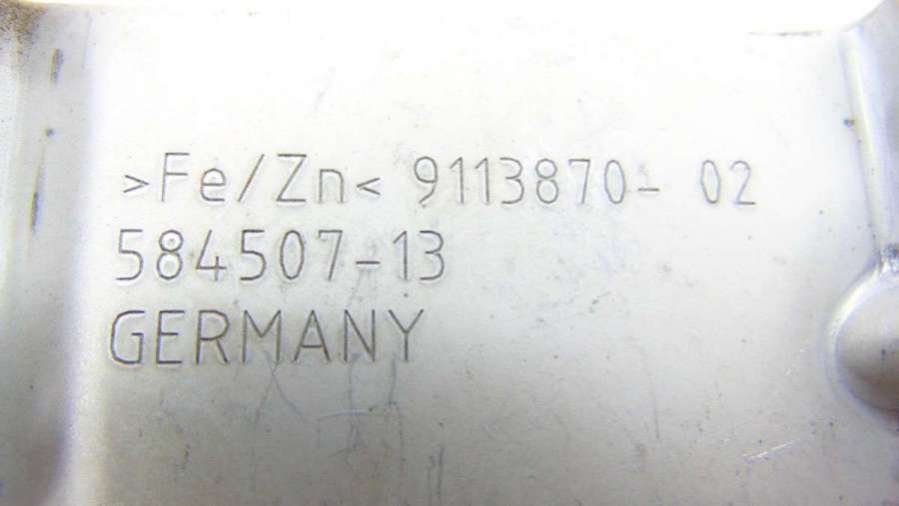 >Fe/Zn< 9113870- 02
584507-13
GERMANY